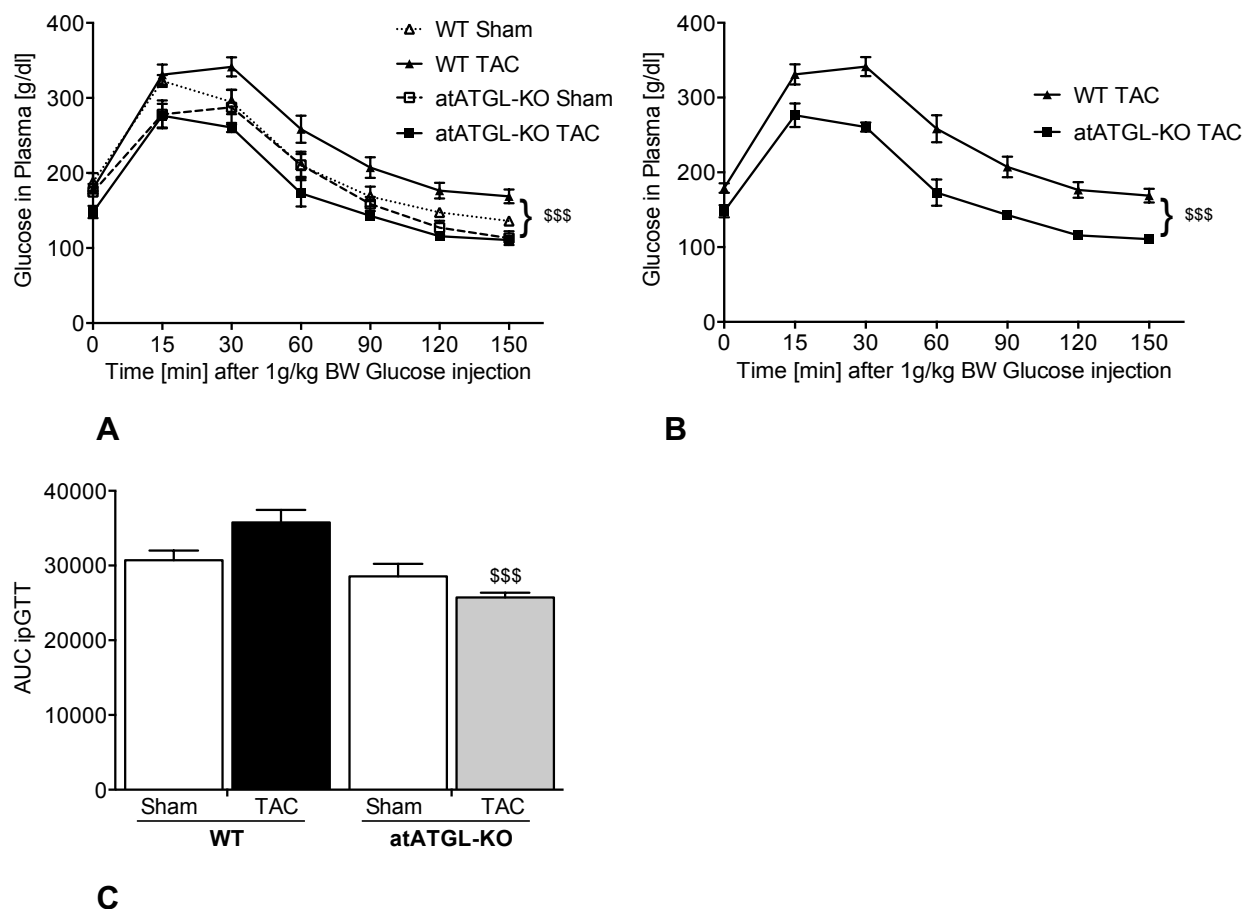 400
300
200
100
0
Glucose in Plasma [g/dl]
WT Sham
WT TAC
atATGL-KO Sham
atATGL-KO TAC
} $$$
0 15 30 60 90 120 150
Time [min] after 1g/kg BW Glucose injection
A
400
300
200
100
0
Glucose in Plasma [g/dl]
WT TAC
atATGL-KO TAC
} $$$
0 15 30 60 90 120 150
Time [min] after 1g/kg BW Glucose injection
B
40000
30000
20000
10000
0
AUC ipGTT
$$$
Sham TAC Sham TAC
WT atATGL-KO
C